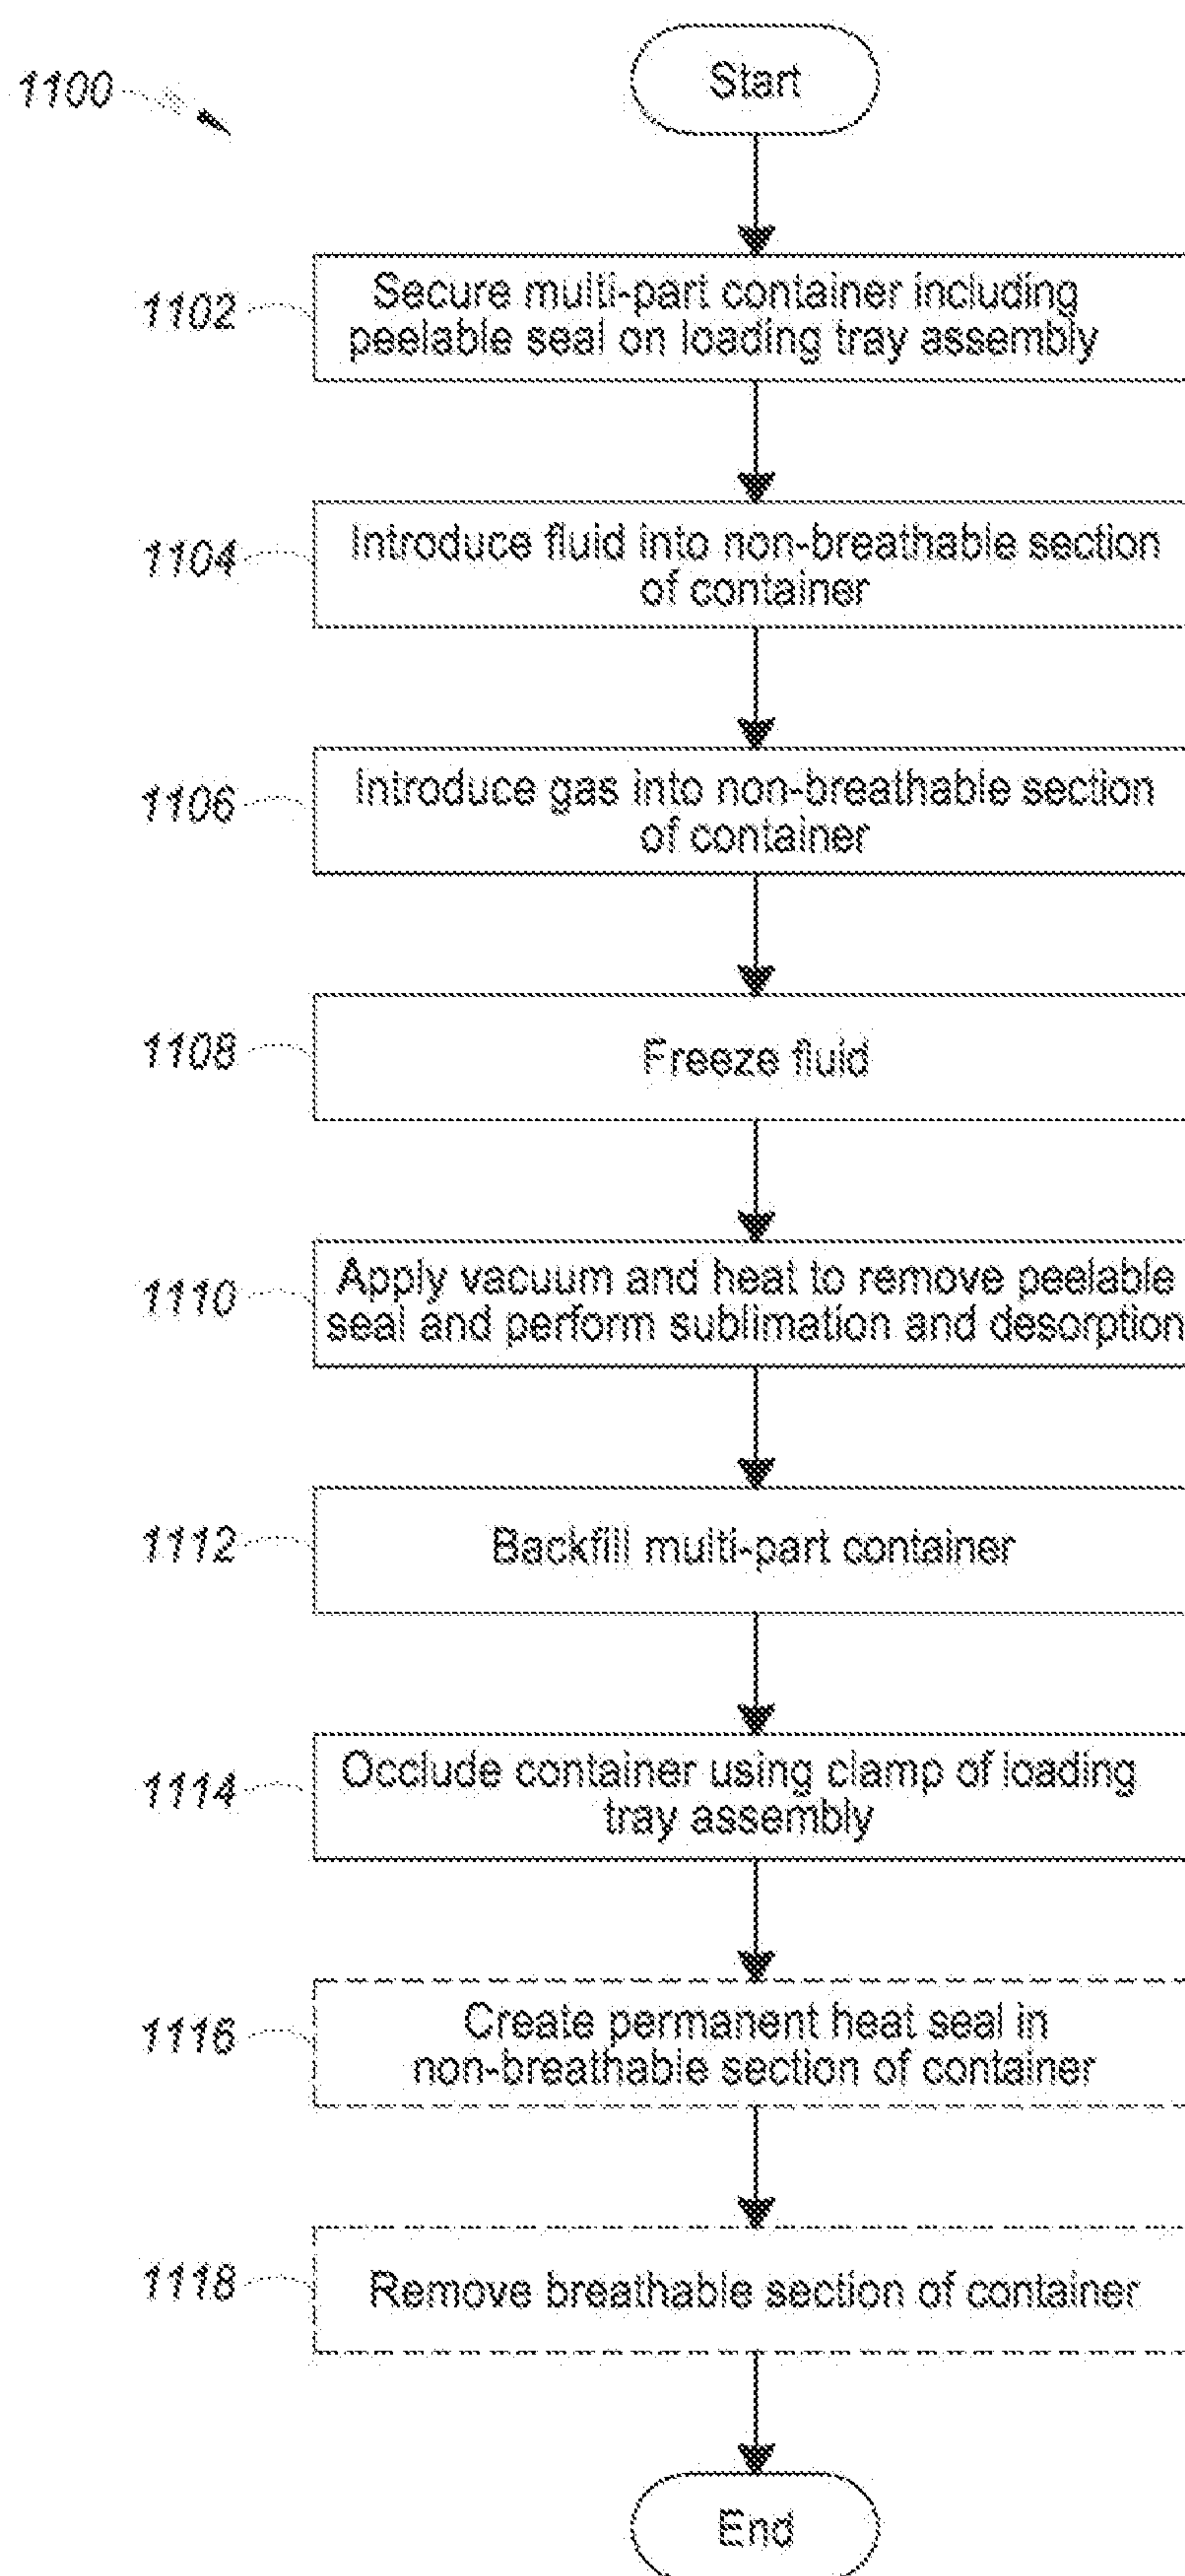 1100
Start
1102
Secure multi-part container including
peelable seal on loading tray assembly
1104
Introduce fluid into non-breathable section
of container
1106
Introduce gas into non-breathable section
of container
1108
Freeze fluid
1110
Apply vacuum and heat to remove peelable
seal and perform sublimation and desorption
1112
Backfill multi-part container
1114
Occlude container using clamp of loading
tray assembly
1116
Create permanent heat seal in
non-breathable section of container
1118
Remove breathable section of container
End